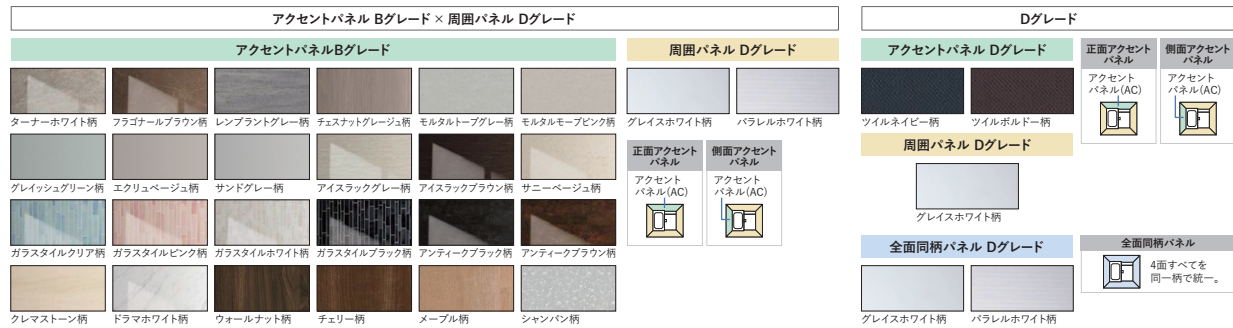 アクセントパネル Bグレード × 周囲パネル Dグレード
アクセントパネルBグレード
ターナーホワイト柄
フラゴナールブラウン柄
レンブラントグレー柄
チェスナットグレージュ柄
モルタルトープグレー柄
モルタルモーブピンク柄
グレイッシュグリーン柄
エクリュベージュ柄
サンドグレー柄
アイスラックグレー柄
アイスラックブラウン柄
サニーベージュ柄
ガラスタイルクリア柄
ガラスタイルピンク柄
ガラスタイルホワイト柄
ガラスタイルブラック柄
アンティークブラック柄
アンティークブラウン柄
クレマストーン柄
ドラマホワイト柄
ウォールナット柄
チェリー柄
メープル柄
シャンパン柄
周囲パネル Dグレード
グレイスホワイト柄
パラレルホワイト柄
正面アクセント
パネル
アクセント
パネル(AC)
側面アクセント
パネル
アクセント
パネル(AC)
Dグレード
アクセントパネル Dグレード
ツイルネイビー柄
ツイルボルドー柄
正面アクセント
パネル
アクセント
パネル(AC)
側面アクセント
パネル
アクセント
パネル(AC)
周囲パネル Dグレード
グレイスホワイト柄
全面同柄パネル Dグレード
グレイスホワイト柄
パラレルホワイト柄
全面同柄パネル
4面すべてを
同一柄で統一。